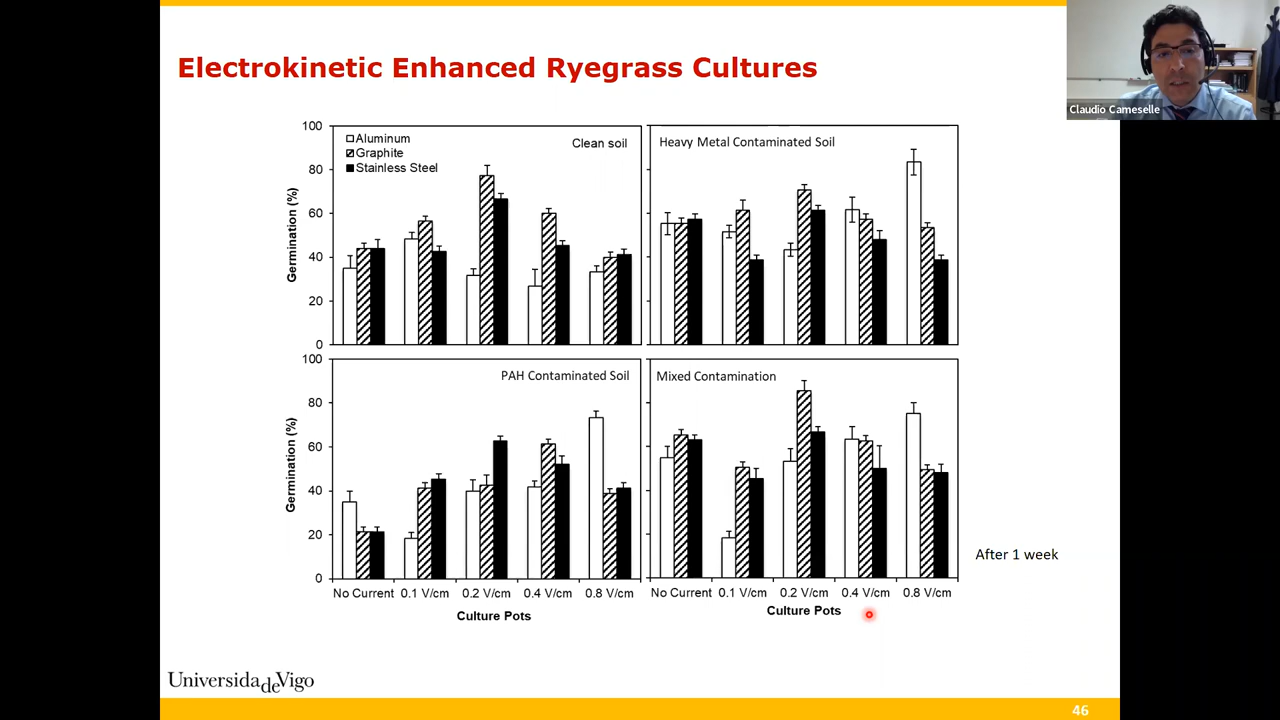 Electrokinetic Enhanced Ryegrass Cultures
Claudio Cameselle
100
80
60
40
20
0
Germination (%)
Aluminum
Graphite
Stainless Steel
Clean soil
Heavy Metal Contaminated Soil
100
80
60
40
20
0
Germination (%)
PAH Contaminated Soil
Mixed Contamination
No Current 0.1 V/cm 0.2 V/cm 0.4 V/cm 0.8 V/cm
Culture Pots
No Current 0.1 V/cm 0.2 V/cm 0.4 V/cm 0.8 V/cm
Culture Pots
After 1 week
UniversidadeVigo
46